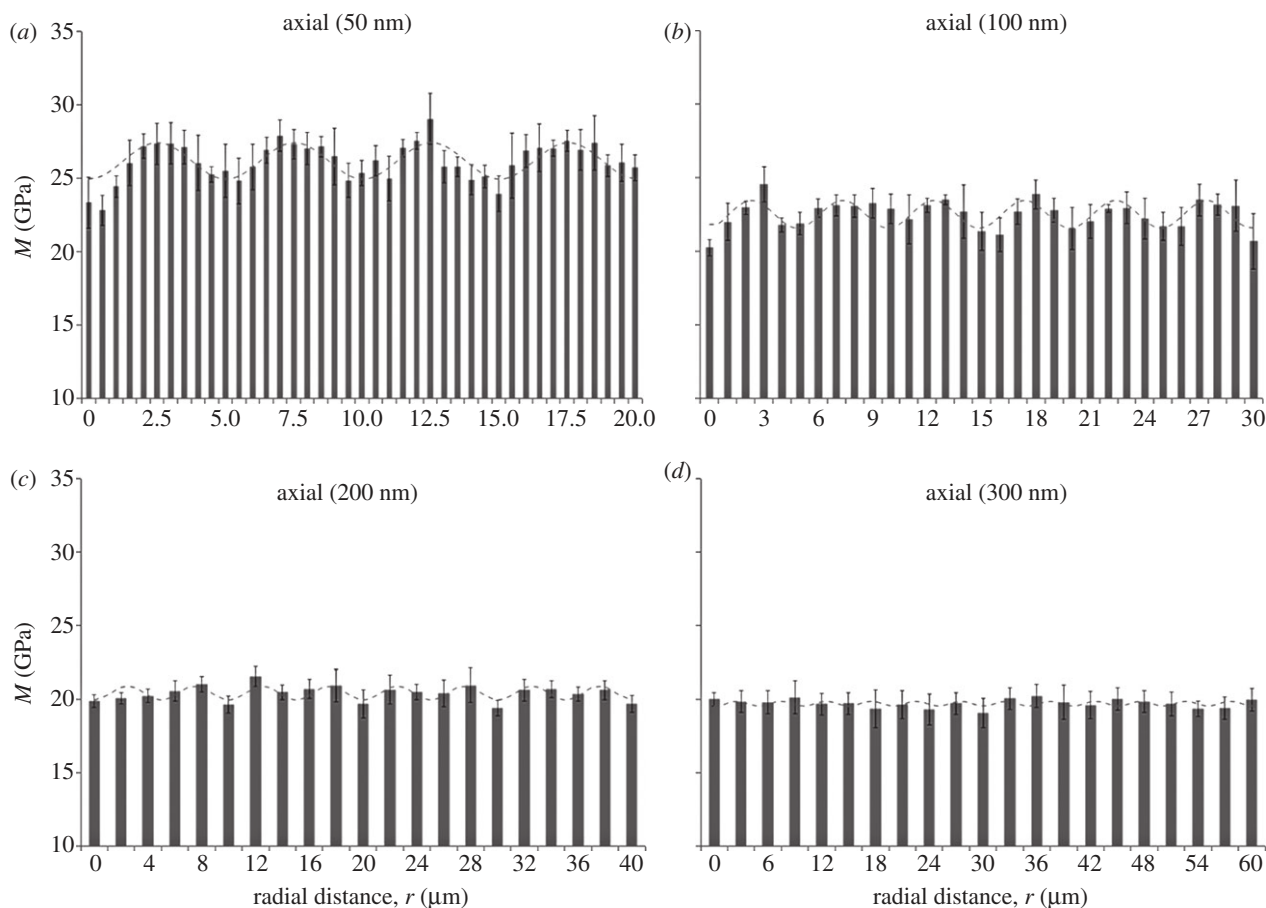 (a) axial (50 nm)
35
30
25
20
15
10
M (GPa)
0 2.5 5.0 7.5 10.0 12.5 15.0 17.5 20.0
(b) axial (100 nm)
0 3 6 9 12 15 18 21 24 27 30
(c) axial (200 nm)
35
30
25
20
15
10
M (GPa)
0 4 8 12 16 20 24 28 32 36 40
radial distance, r (µm)
(d) axial (300 nm)
0 6 12 18 24 30 36 42 48 54 60
radial distance, r (µm)